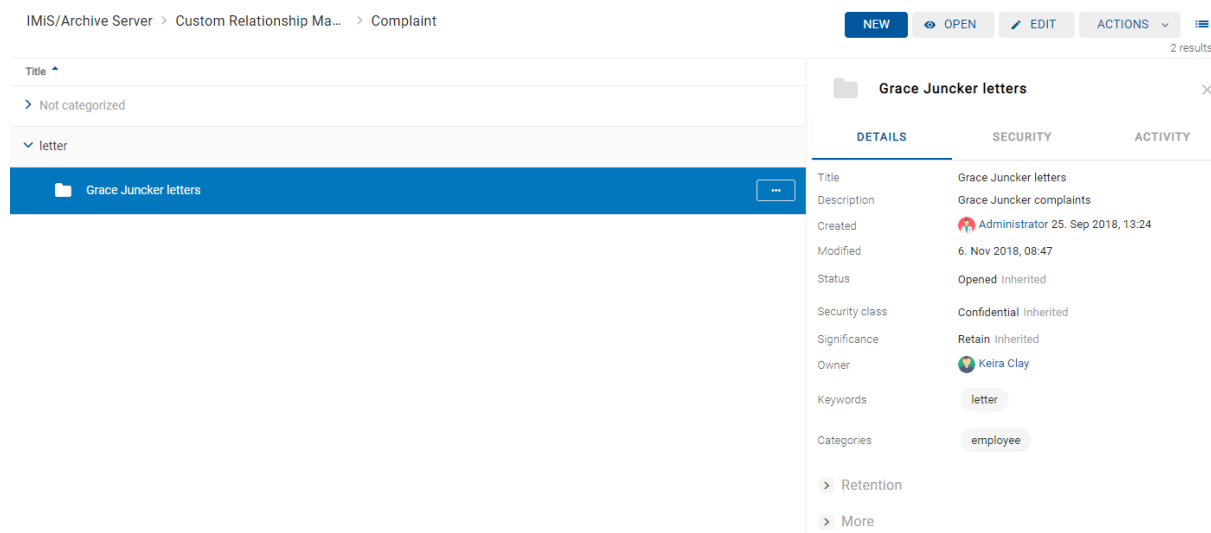 IMiS/Archive Server > Custom Relationship Ma... > Complaint
NEW OPEN EDIT ACTIONS
2 results
Title
Not categorized
letter
Grace Juncker letters ...
Grace Juncker letters
DETAILS SECURITY ACTIVITY
Title Grace Juncker letters
Description Grace Juncker complaints
Created Administrator 25. Sep 2018, 13:24
Modified 6. Nov 2018, 08:47
Status Opened Inherited
Security class Confidential Inherited
Significance Retain Inherited
Owner Keira Clay
Keywords letter
Categories employee
Retention
More